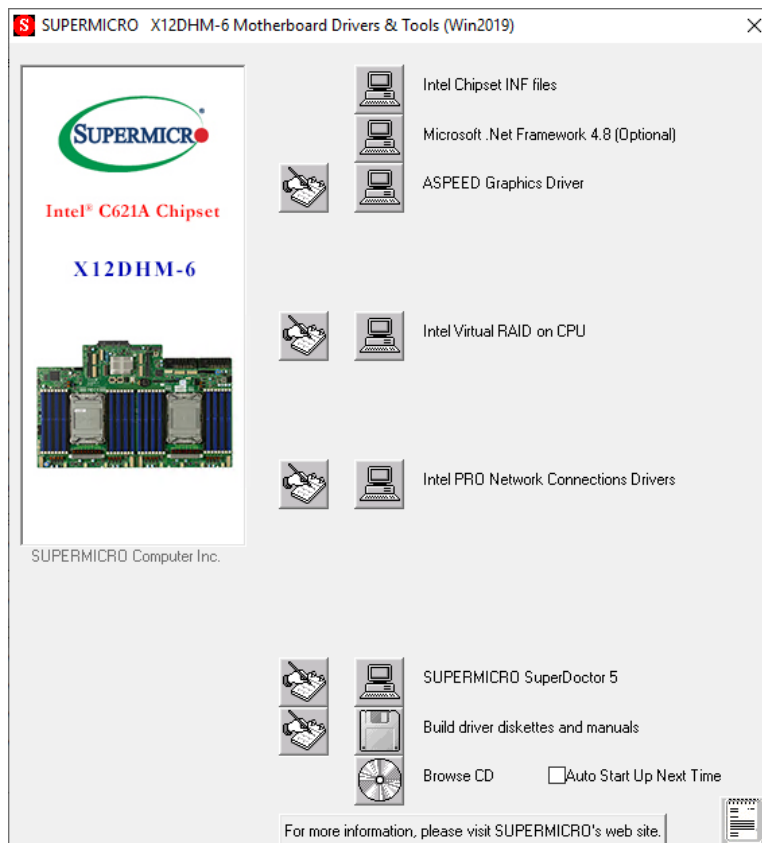 SUPERMICRO X12DHM-6 Motherboard Drivers & Tools (Win2019)
SUPERMICRO
Intel® C621A Chipset
X12DHM-6
SUPERMICRO Computer Inc.
Intel Chipset INF files
Microsoft .Net Framework 4.8 (Optional)
ASPEED Graphics Driver
Intel Virtual RAID on CPU
Intel PRO Network Connections Drivers
SUPERMICRO SuperDoctor 5
Build driver diskettes and manuals
Browse CD
Auto Start Up Next Time
For more information, please visit SUPERMICRO's web site.